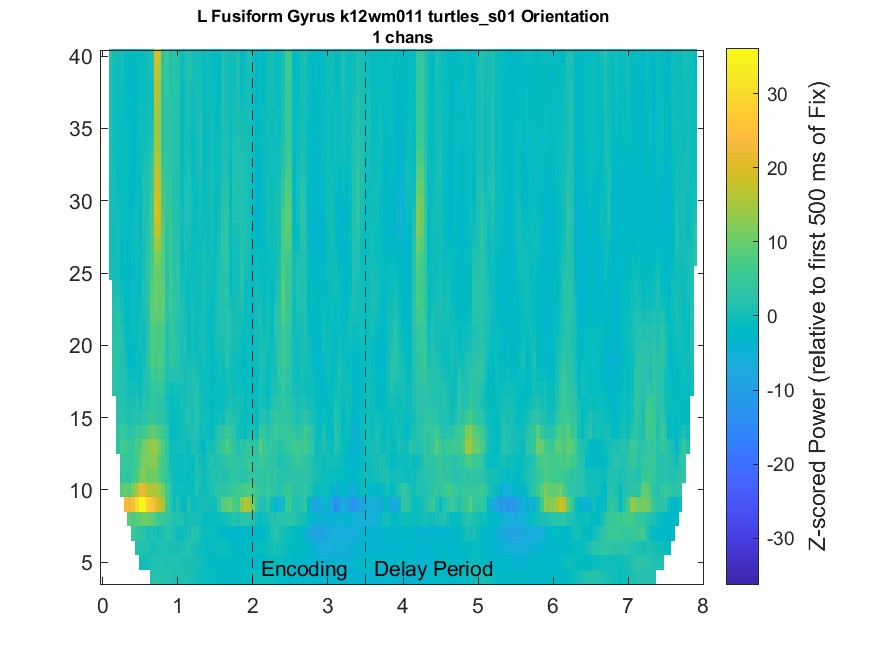 L Fusiform Gyrus k12wm011 turtles_s01 Orientation
1 chans
40
35
30
25
20
15
10
5
Encoding
Delay Period
0 1 2 3 4 5 6 7 8
30
20
10
0
-10
-20
-30
Z-scored Power (relative to first 500 ms of Fix)